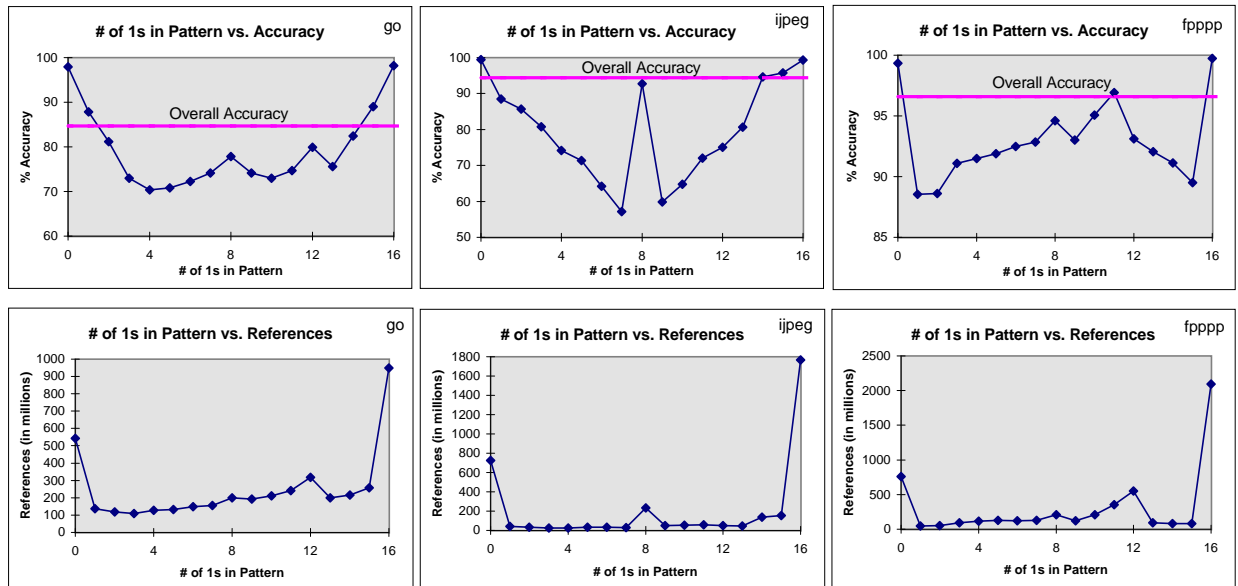 # of 1s in Pattern vs. Accuracy
go
100
90
80
70
60
% Accuracy
Overall Accuracy
0 4 8 12 16
# of 1s in Pattern
# of 1s in Pattern vs. Accuracy
ijpeg
100
90
80
70
60
50
% Accuracy
Overall Accuracy
0 4 8 12 16
# of 1s in Pattern
# of 1s in Pattern vs. Accuracy
fpppp
100
95
90
85
% Accuracy
Overall Accuracy
0 4 8 12 16
# of 1s in Pattern
# of 1s in Pattern vs. References
go
1000
900
800
700
600
500
400
300
200
100
0
References (in millions)
0 4 8 12 16
# of 1s in Pattern
# of 1s in Pattern vs. References
ijpeg
1800
1600
1400
1200
1000
800
600
400
200
0
References (in millions)
0 4 8 12 16
# of 1s in Pattern
# of 1s in Pattern vs. References
fpppp
2500
2000
1500
1000
500
0
References (in millions)
0 4 8 12 16
# of 1s in Pattern